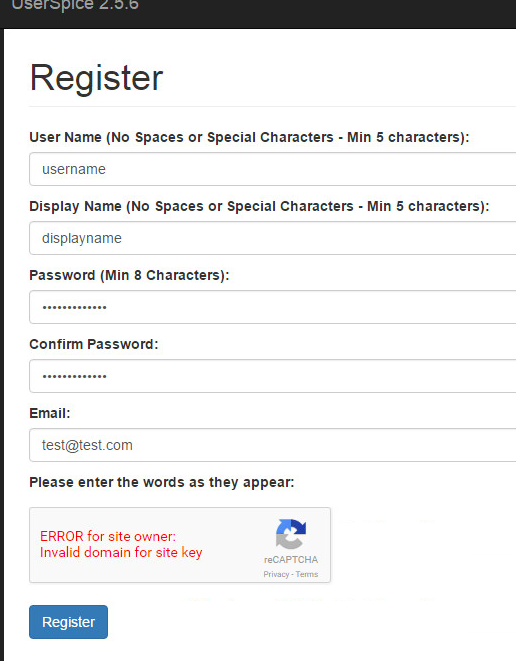 UserSpice 2.5.6
Register
User Name (No Spaces or Special Characters - Min 5 characters):
username
Display Name (No Spaces or Special Characters - Min 5 characters):
displayname
Password (Min 8 Characters):
•••••••••••••
Confirm Password:
•••••••••••••
Email:
test@test.com
Please enter the words as they appear:
ERROR for site owner:
Invalid domain for site key
reCAPTCHA
Privacy - Terms
Register